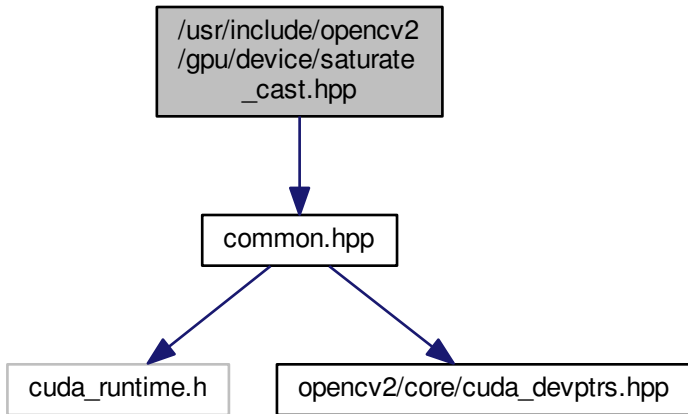 /usr/include/opencv2
/gpu/device/saturate
_cast.hpp
common.hpp
cuda_runtime.h
opencv2/core/cuda_devptrs.hpp